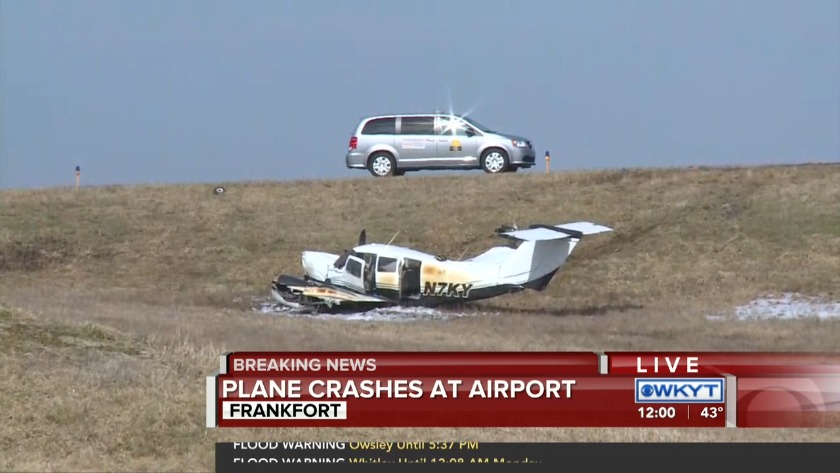 N7KY
BREAKING NEWS
LIVE
PLANE CRASHES AT AIRPORT
WKYT
FRANKFORT
12:00 43°
FLOOD WARNING Owsley Until 5:37 PM
FLOOD WARNING Whitley Until 12:08 AM Monday